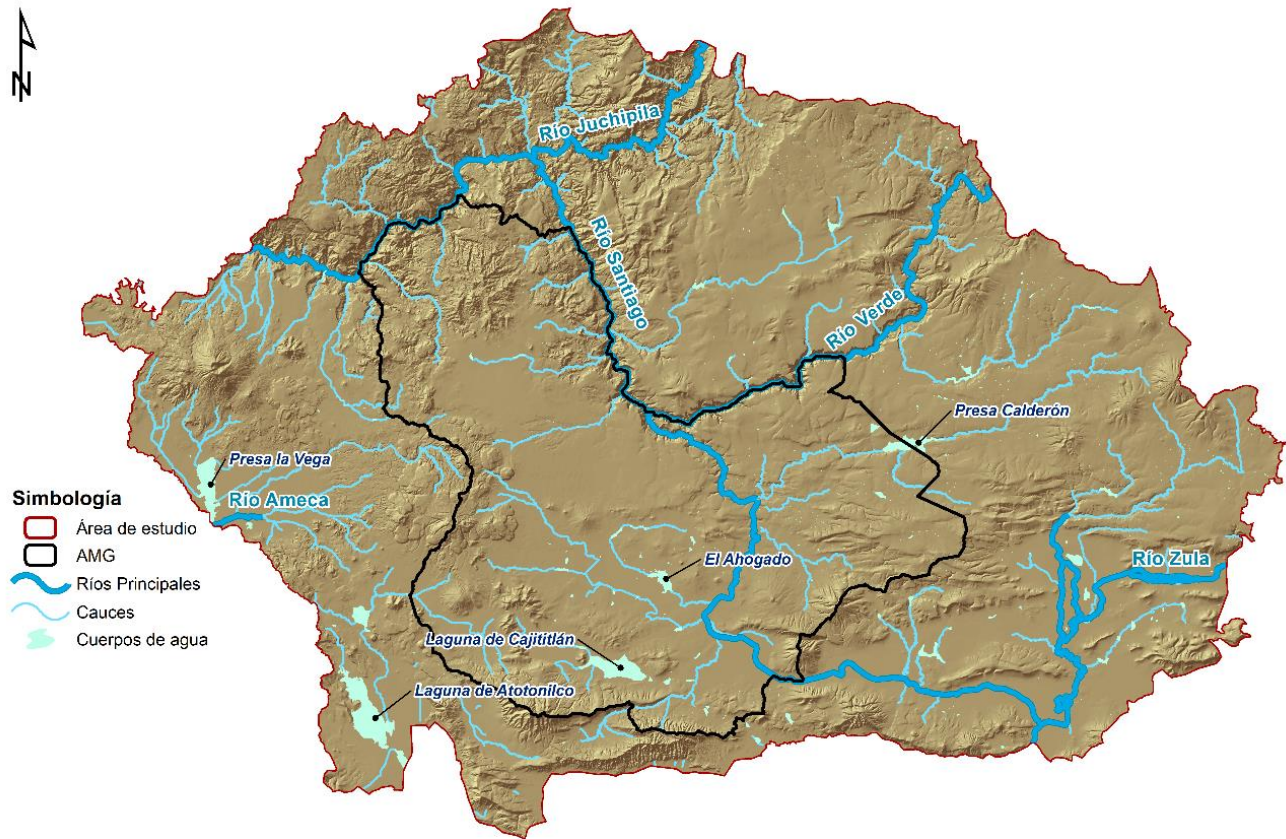 N
Río Juchipila
Río Santiago
Río Verde
Presa Calderón
Presa la Vega
Río Ameca
El Ahogado
Río Zula
Laguna de Cajititlán
Laguna de Atotonilco
Simbología
Área de estudio
AMG
Ríos Principales
Cauces
Cuerpos de agua